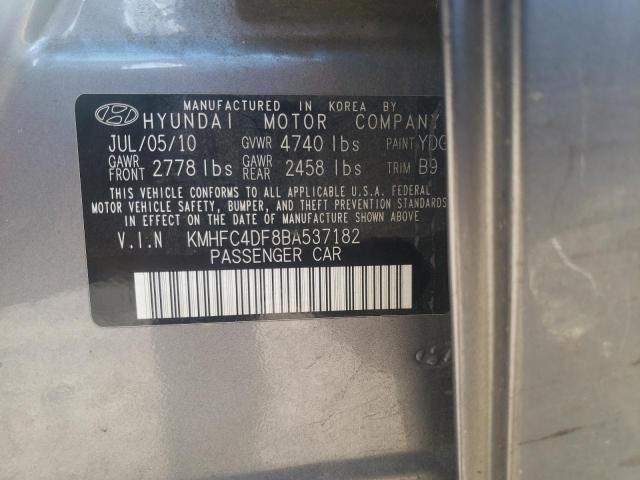 MANUFACTURED IN KOREA BY
HYUNDAI MOTOR COMPANY
JUL/05/10 GVWR 4740 lbs PAINT YDG
GAWR FRONT 2778 lbs GAWR REAR 2458 lbs TRIM B9
THIS VEHICLE CONFORMS TO ALL APPLICABLE U.S.A. FEDERAL
MOTOR VEHICLE SAFETY, BUMPER, AND THEFT PREVENTION STANDARDS
IN EFFECT ON THE DATE OF MANUFACTURE SHOWN ABOVE.
V.I.N KMHFC4DF8BA537182
PASSENGER CAR